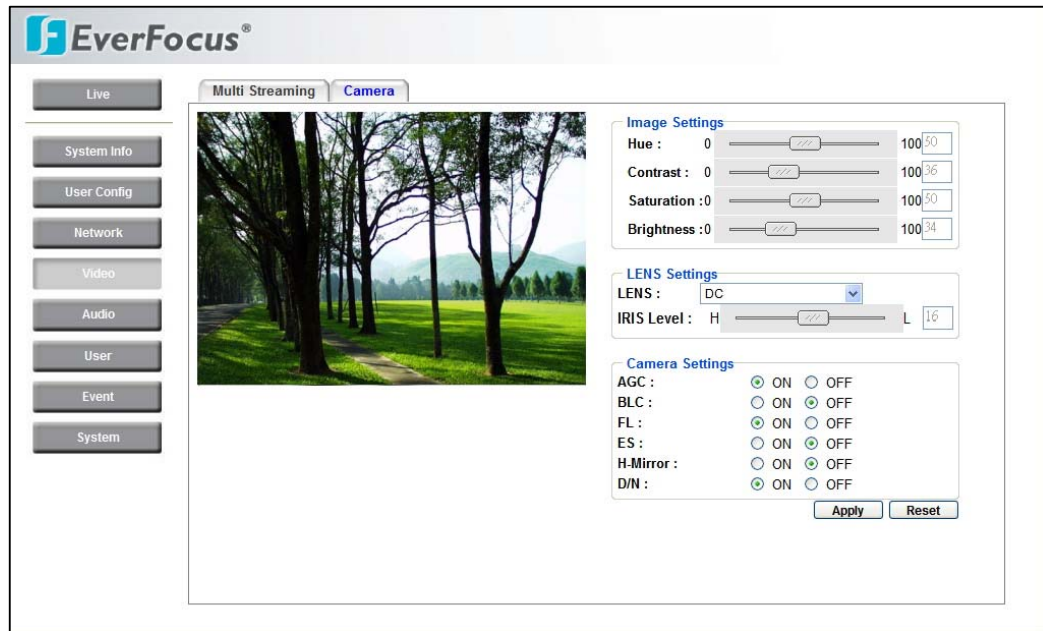 EverFocus®
Live
System Info
User Config
Network
Video
Audio
User
Event
System
Multi Streaming Camera
Image Settings
Hue : 0 100 50
Contrast : 0 100 36
Saturation :0 100 50
Brightness :0 100 34
LENS Settings
LENS : DC
IRIS Level : H L 16
Camera Settings
AGC : ON OFF
BLC : ON OFF
FL : ON OFF
ES : ON OFF
H-Mirror : ON OFF
D/N : ON OFF
Apply Reset